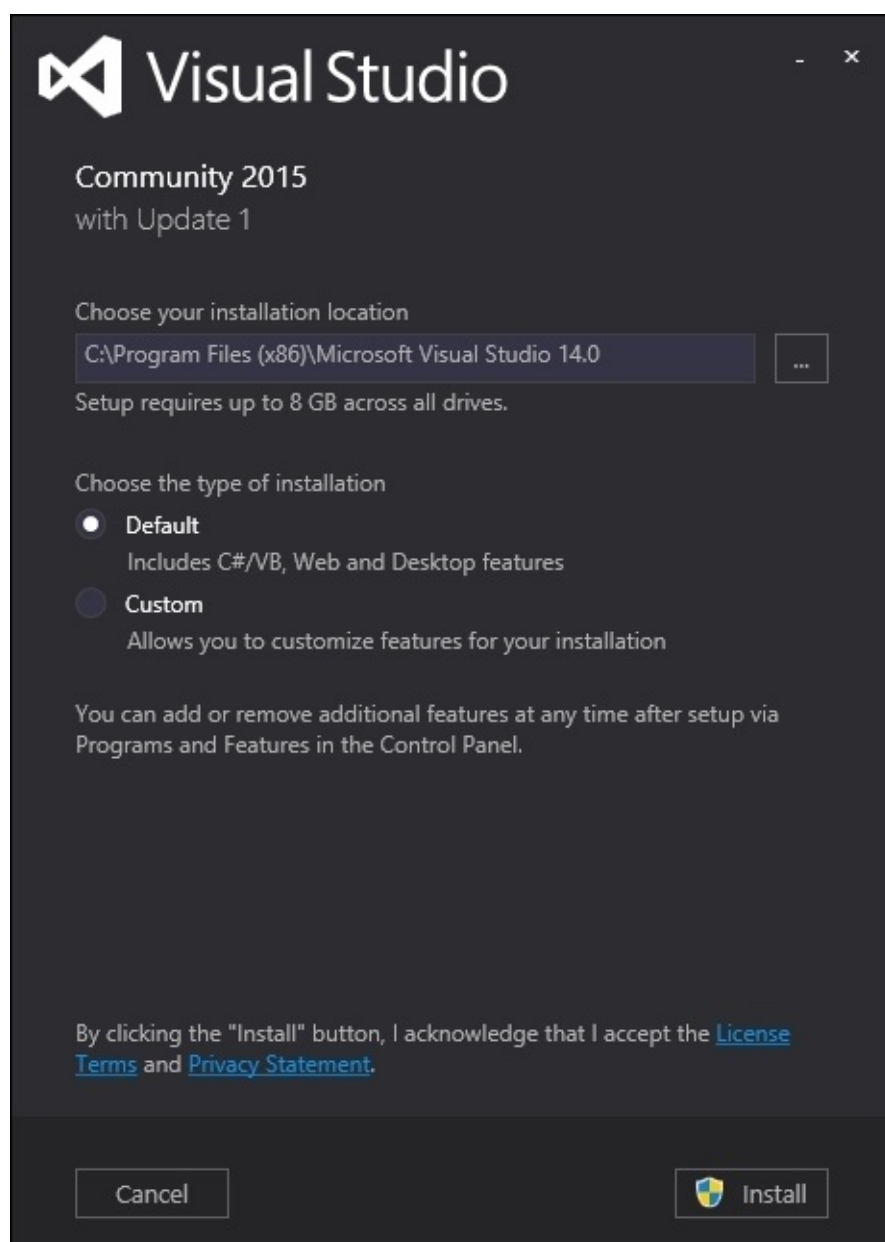 Visual Studio
Community 2015
with Update 1
Choose your installation location
C:\Program Files (x86)\Microsoft Visual Studio 14.0
...
Setup requires up to 8 GB across all drives.
Choose the type of installation
Default
Includes C#/VB, Web and Desktop features
Custom
Allows you to customize features for your installation
You can add or remove additional features at any time after setup via
Programs and Features in the Control Panel.
By clicking the "Install" button, I acknowledge that I accept the License
Terms and Privacy Statement.
Cancel
Install